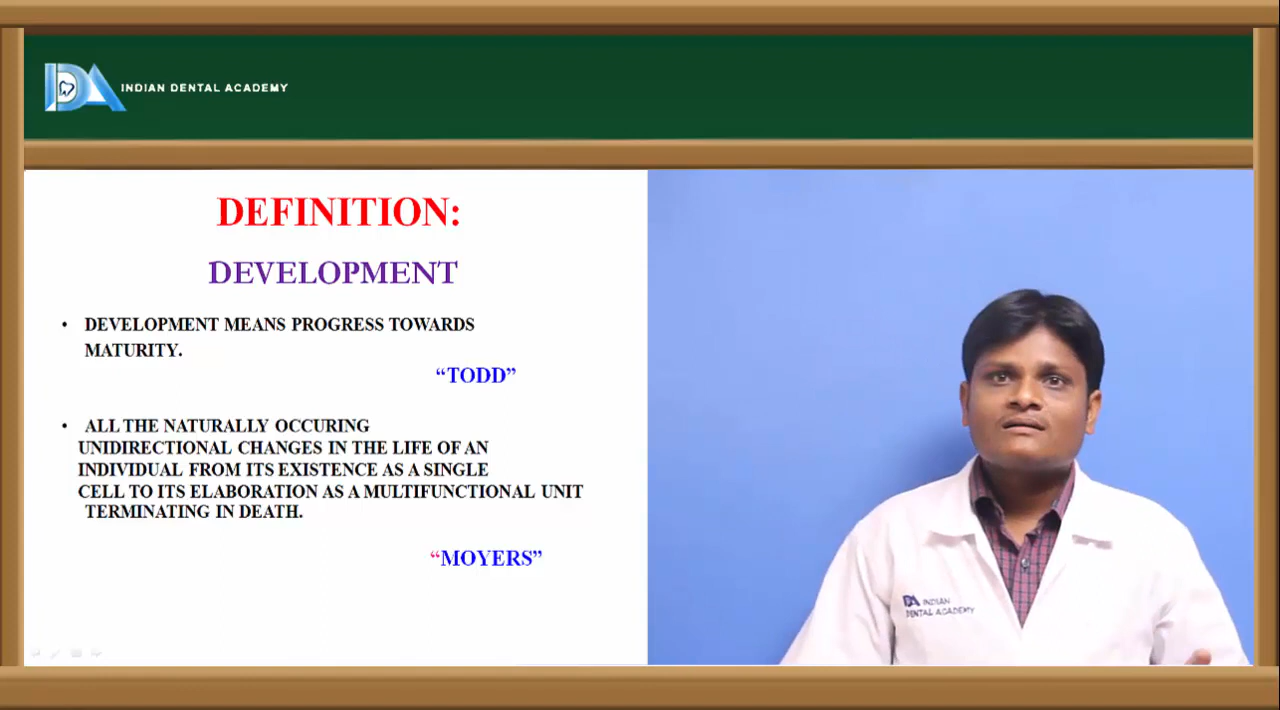 IDA INDIAN DENTAL ACADEMY
DEFINITION:
DEVELOPMENT
• DEVELOPMENT MEANS PROGRESS TOWARDS
MATURITY.
“TODD”
• ALL THE NATURALLY OCCURING
UNIDIRECTIONAL CHANGES IN THE LIFE OF AN
INDIVIDUAL FROM ITS EXISTENCE AS A SINGLE
CELL TO ITS ELABORATION AS A MULTIFUNCTIONAL UNIT
TERMINATING IN DEATH.
“MOYERS”
IDA INDIAN
DENTAL ACADEMY